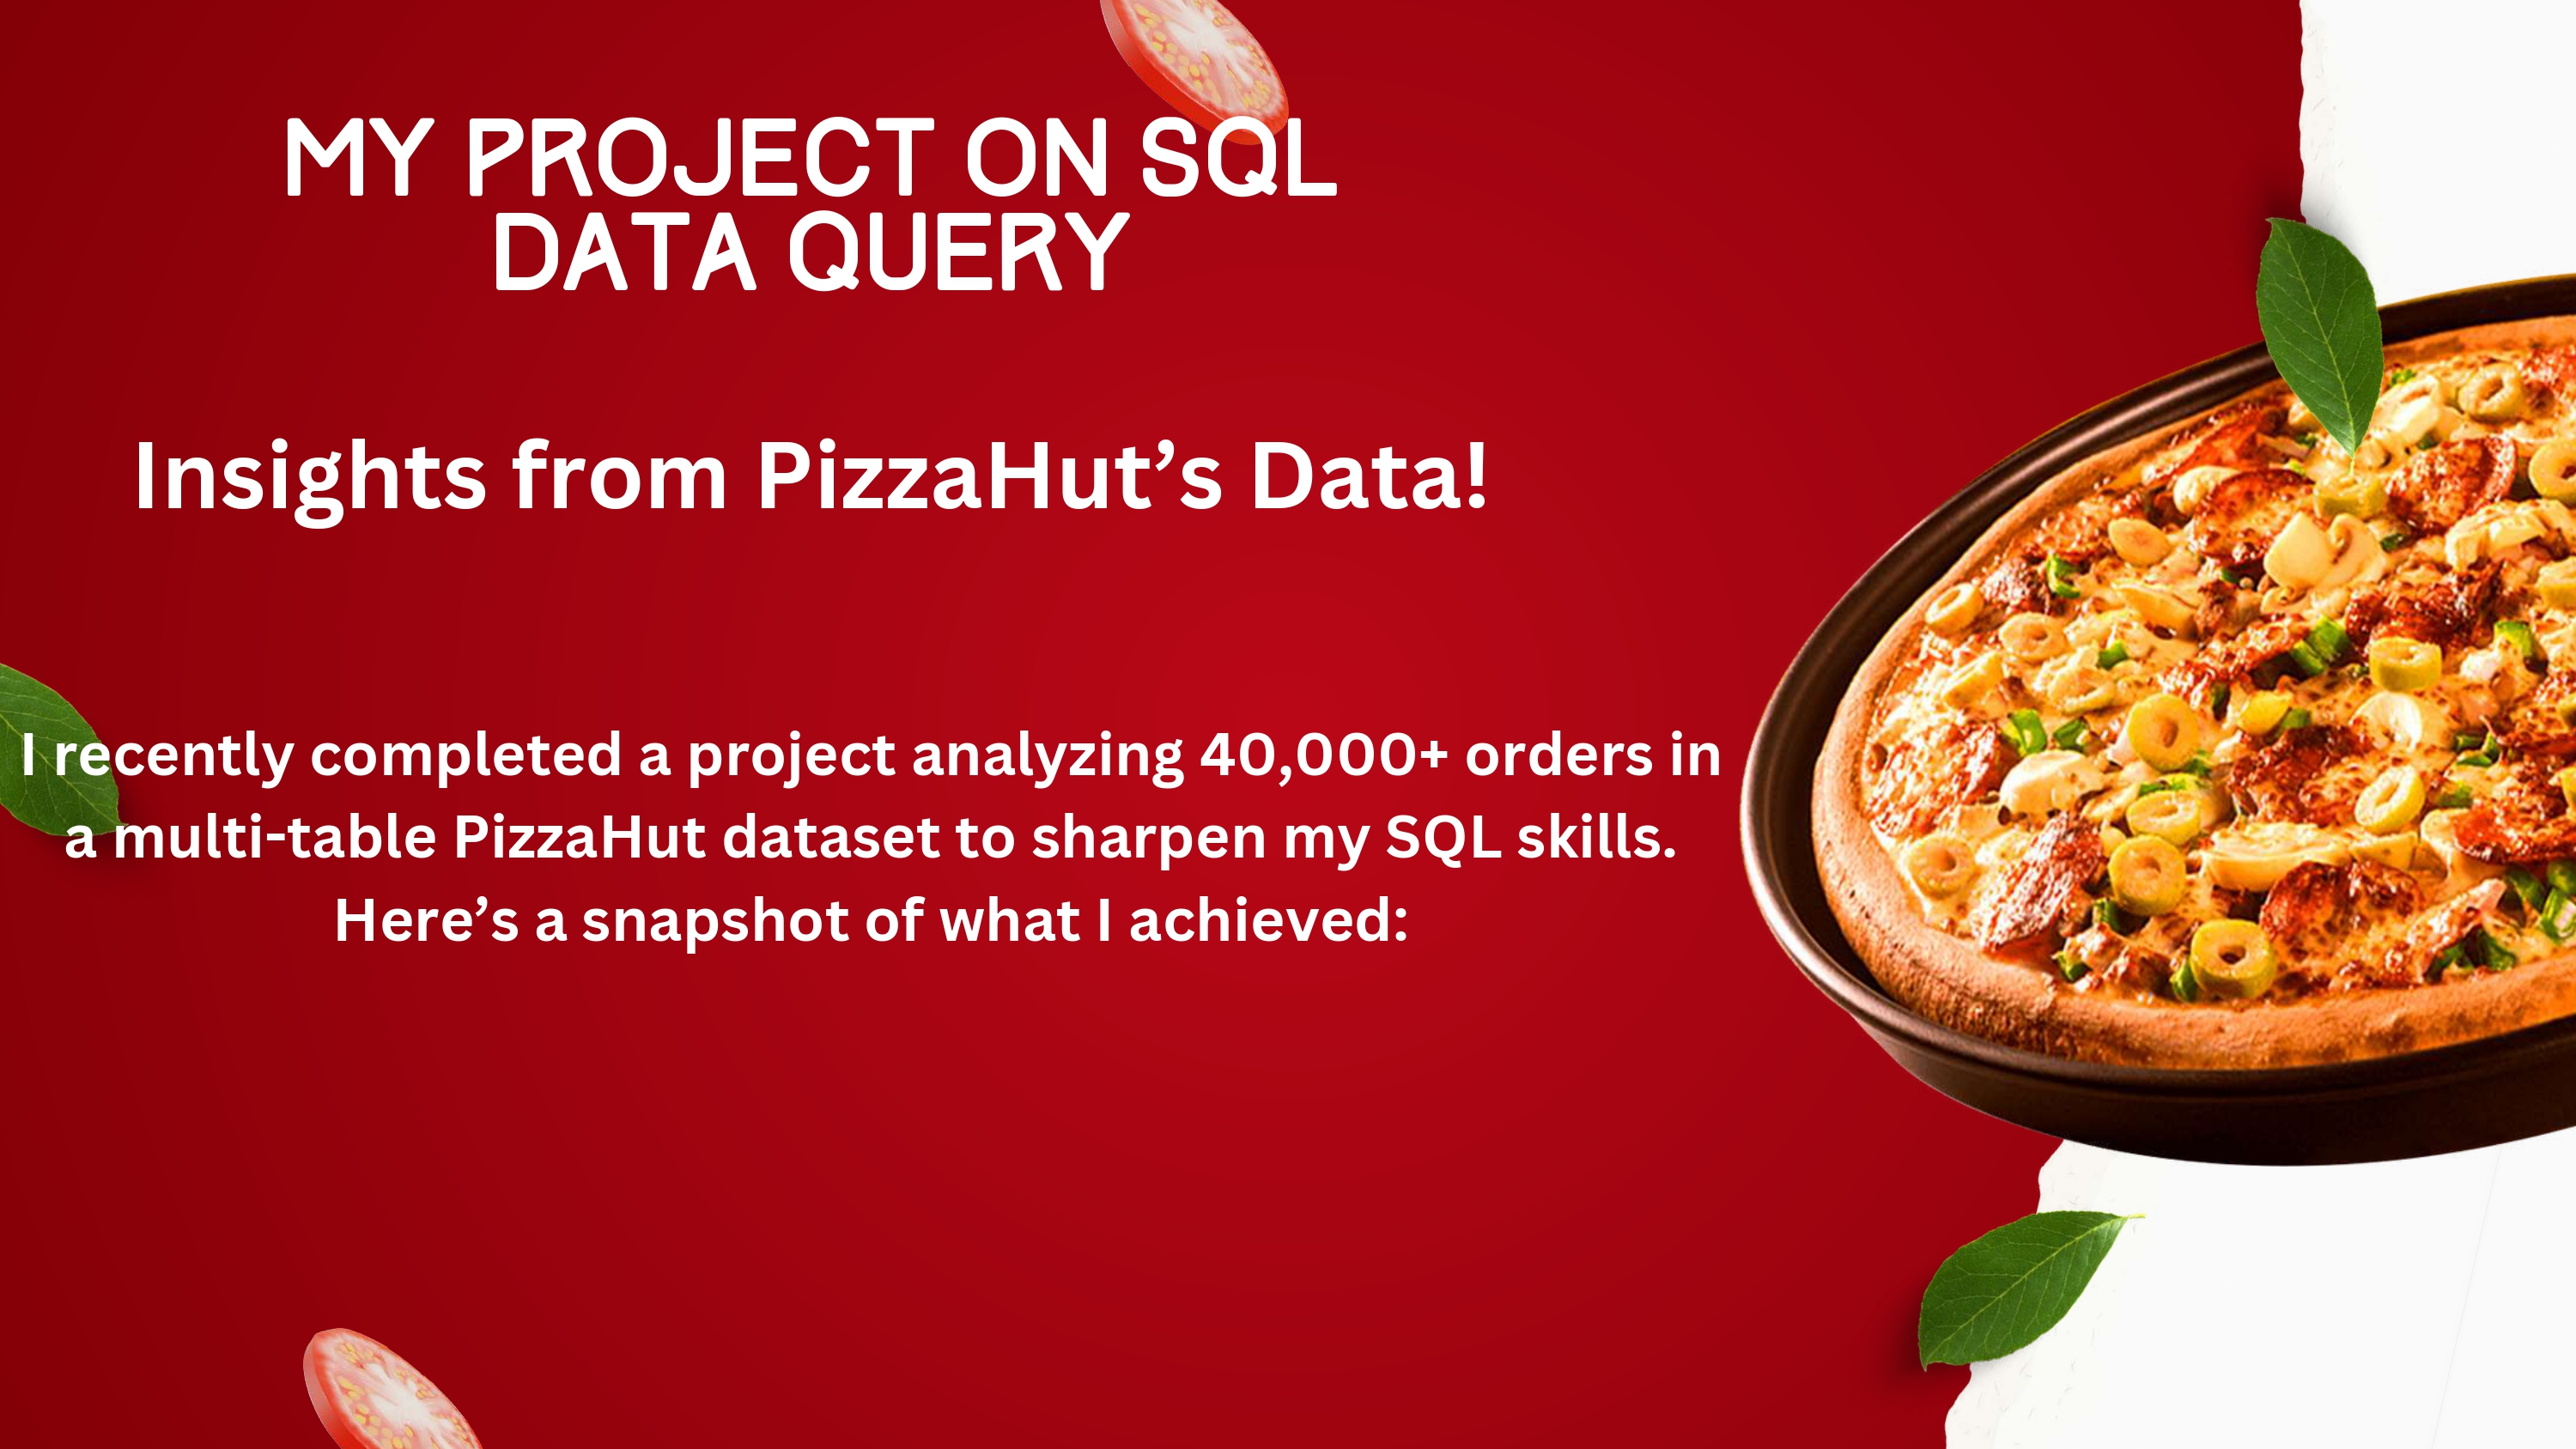 MY PROJECT ON SQL
DATA QUERY
Insights from PizzaHut’s Data!
I recently completed a project analyzing 40,000+ orders in
a multi-table PizzaHut dataset to sharpen my SQL skills.
Here’s a snapshot of what I achieved: